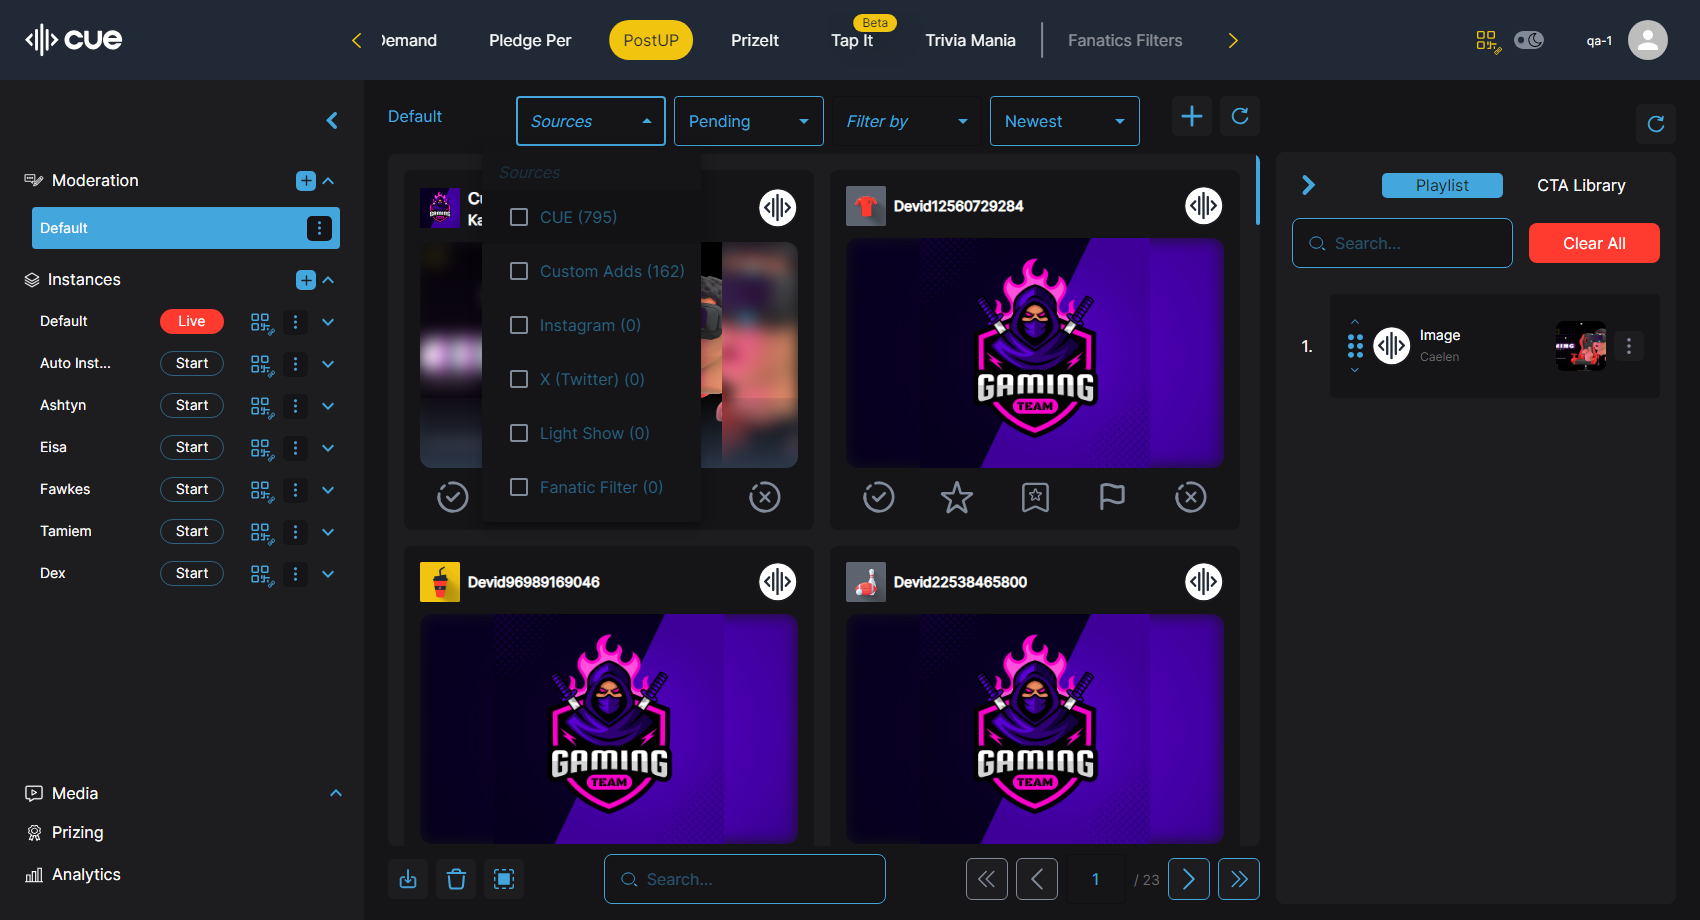 cue
Demand
Pledge Per
PostUP
PrizeIt
Beta
Tap It
Trivia Mania
Fanatics Filters
qa-1
Moderation
Default
Instances
Default
Live
Auto Inst...
Start
Ashtyn
Start
Eisa
Start
Fawkes
Start
Tamiem
Start
Dex
Start
Media
Prizing
Analytics
Default
Sources
Pending
Filter by
Newest
Sources
CUE (795)
Custom Adds (162)
Instagram (0)
X (Twitter) (0)
Light Show (0)
Fanatic Filter (0)
Devid12560729284
GAMING
TEAM
Devid96989169046
GAMING
TEAM
Devid22538465800
GAMING
TEAM
Search...
1
/ 23
Playlist
CTA Library
Search...
Clear All
1.
Image
Caelen